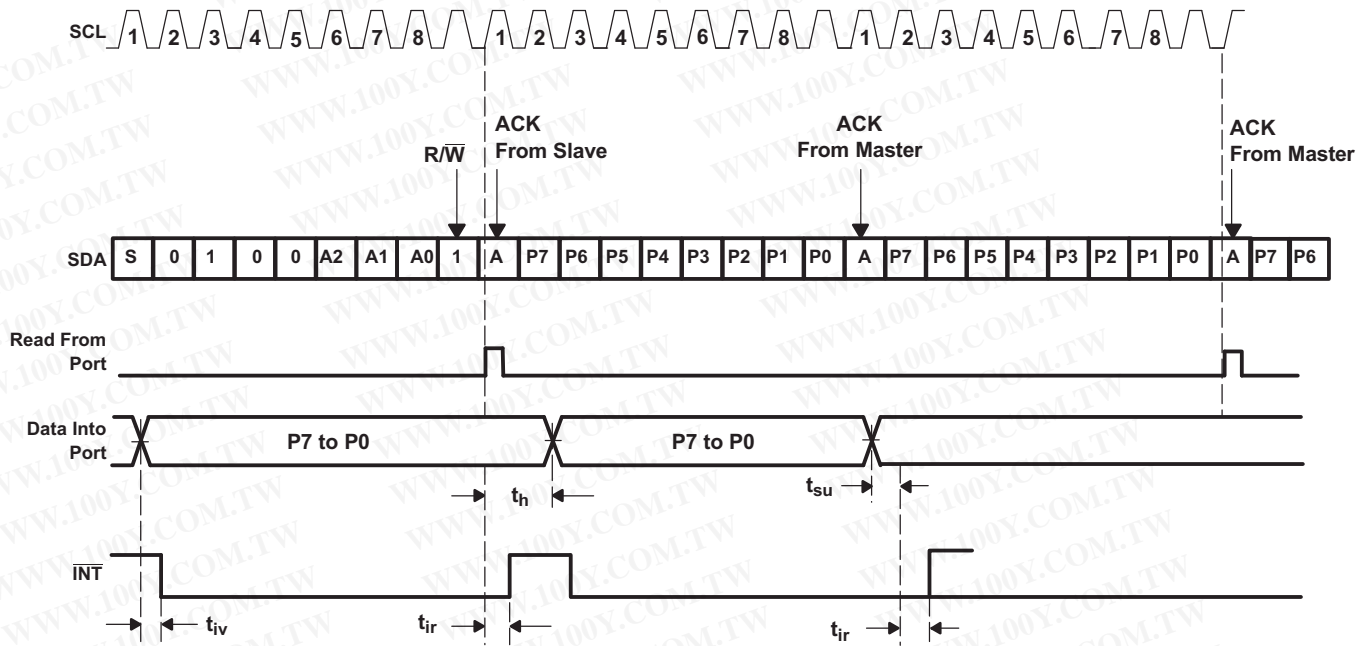 SCL 1 2 3 4 5 6 7 8 1 2 3 4 5 6 7 8 1 2 3 4 5 6 7 8
R/W̅
ACK
From Slave
ACK
From Master
ACK
From Master
SDA S 0 1 0 0 A2 A1 A0 1 A P7 P6 P5 P4 P3 P2 P1 P0 A P7 P6 P5 P4 P3 P2 P1 P0 A P7 P6
Read From
Port
Data Into
Port
P7 to P0 P7 to P0
th tsu
I̅N̅T̅
tiv tir tir
WWW.100Y.COM.TW